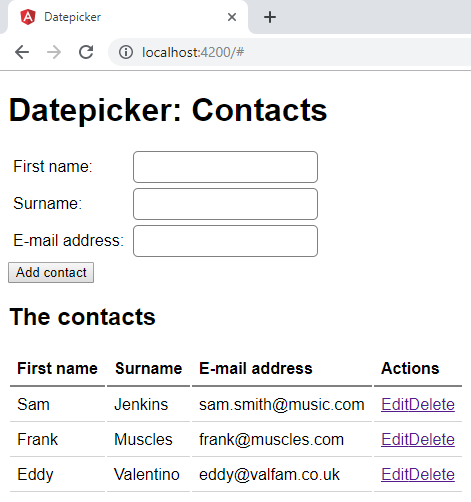 Datepicker
localhost:4200/#
Datepicker: Contacts
First name:
Surname:
E-mail address:
Add contact
The contacts
First name Surname E-mail address Actions
Sam Jenkins sam.smith@music.com EditDelete
Frank Muscles frank@muscles.com EditDelete
Eddy Valentino eddy@valfam.co.uk EditDelete